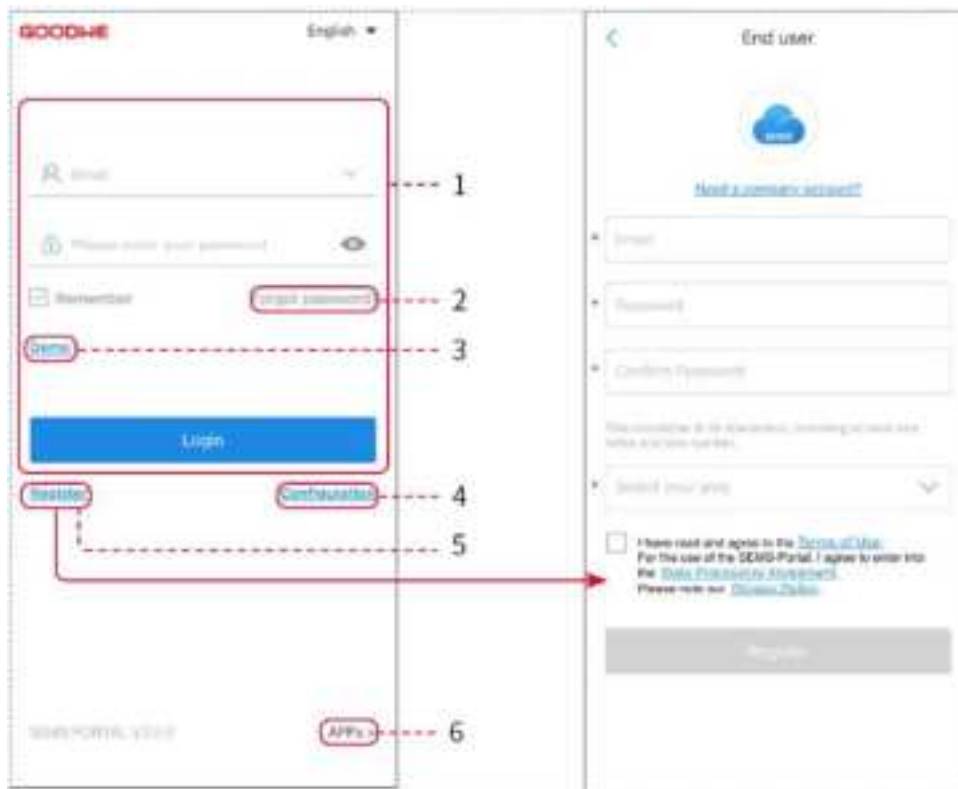 GOODWE
English
Email
1
Please enter your password
Remember
Forgot password
2
Demo
3
Login
Register
Configuration
4
5
SEMS PORTAL
APPs >
6
End user
Need a company account?
* Email
* Password
* Confirm Password
* Select your area
I have read and agree to the Terms of Use.
For the use of the SEMS-Portal, I agree to enter into
the Data Processing Agreement.
Please note our Privacy Policy.
Register